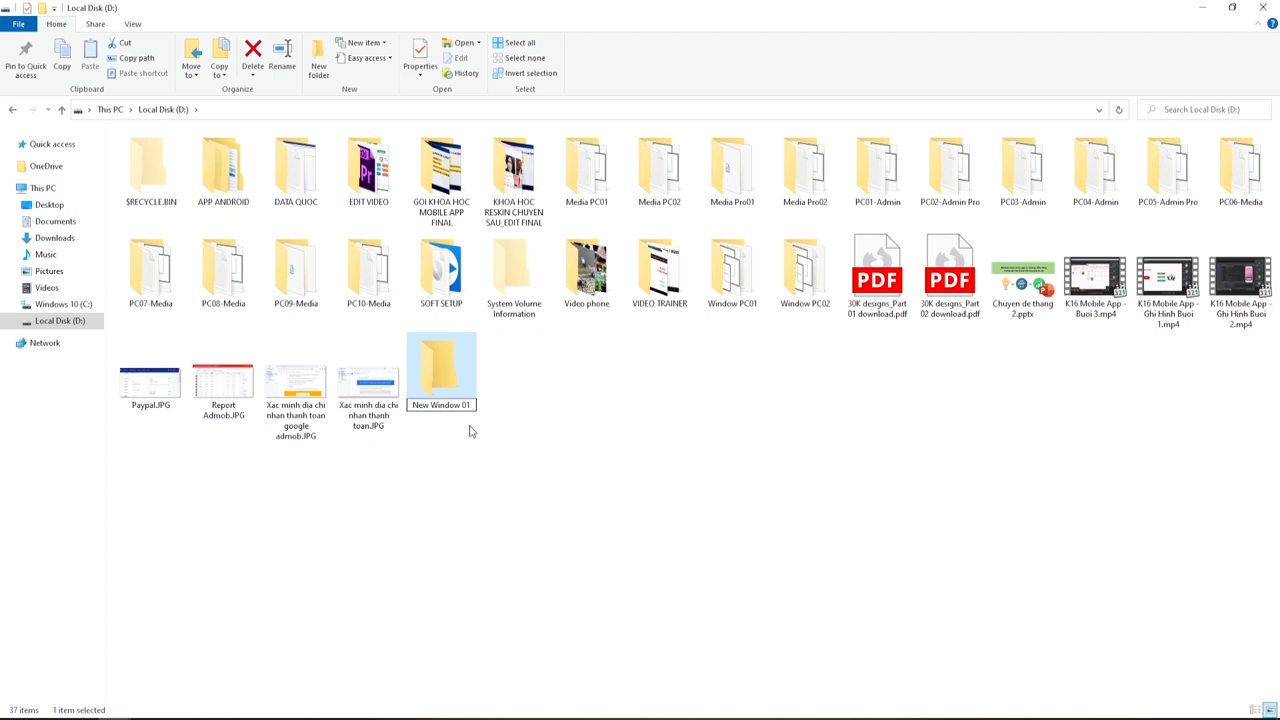 Local Disk (D:)
File Home Share View
Pin to Quick access
Copy
Paste
Cut
Copy path
Paste shortcut
Clipboard
Move to
Copy to
Delete
Rename
Organize
New folder
New item
Easy access
New
Properties
Open
Edit
History
Open
Select all
Select none
Invert selection
Select
This PC Local Disk (D:)
Search Local Disk (D:)
Quick access
OneDrive
This PC
Desktop
Documents
Downloads
Music
Pictures
Videos
Windows 10 (C:)
Local Disk (D:)
Network
$RECYCLE.BIN
APP ANDROID
DATA QUOC
EDIT VIDEO
GOI KHOA HOC
MOBILE APP
FINAL
KHOA HOC
RESKIN CHUYEN
SAU_EDIT FINAL
Media PC01
Media PC02
Media Pro01
Media Pro02
PC01-Admin
PC02-Admin Pro
PC03-Admin
PC04-Admin
PC05-Admin Pro
PC06-Media
PC07-Media
PC08-Media
PC09-Media
PC10-Media
SOFT SETUP
System Volume
Information
Video phone
VIDEO TRAINER
Window PC01
Window PC02
PDF
30K designs_Part
01 download.pdf
PDF
30K designs_Part
02 download.pdf
Chuyen de thang
2.pptx
K16 Mobile App -
Buoi 3.mp4
K16 Mobile App -
Ghi Hinh Buoi
1.mp4
K16 Mobile App -
Ghi Hinh Buoi
2.mp4
Paypal.JPG
Report
Admob.JPG
Xac minh dia chi
nhan thanh toan
google
admob.JPG
Xac minh dia chi
nhan thanh
toan.JPG
New Window 01
37 items 1 item selected